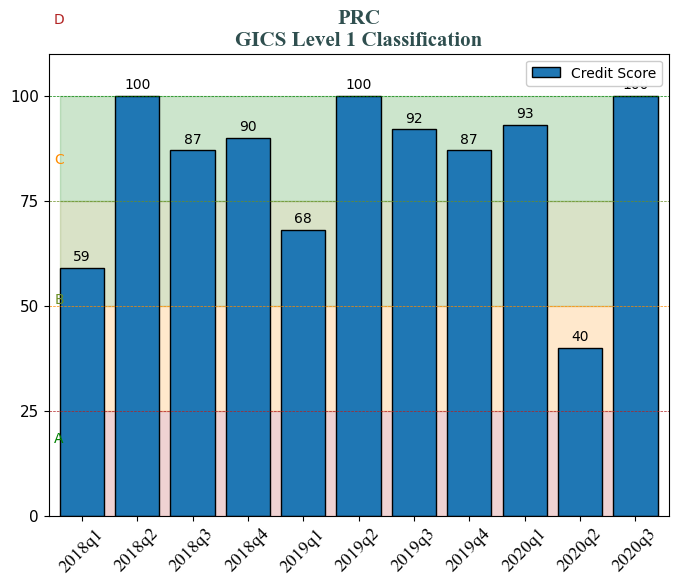 D
PRC
GICS Level 1 Classification
Credit Score
100
75
50
25
0
C
B
A
59
100
87
90
68
100
92
87
93
40
100
2018q1
2018q2
2018q3
2018q4
2019q1
2019q2
2019q3
2019q4
2020q1
2020q2
2020q3